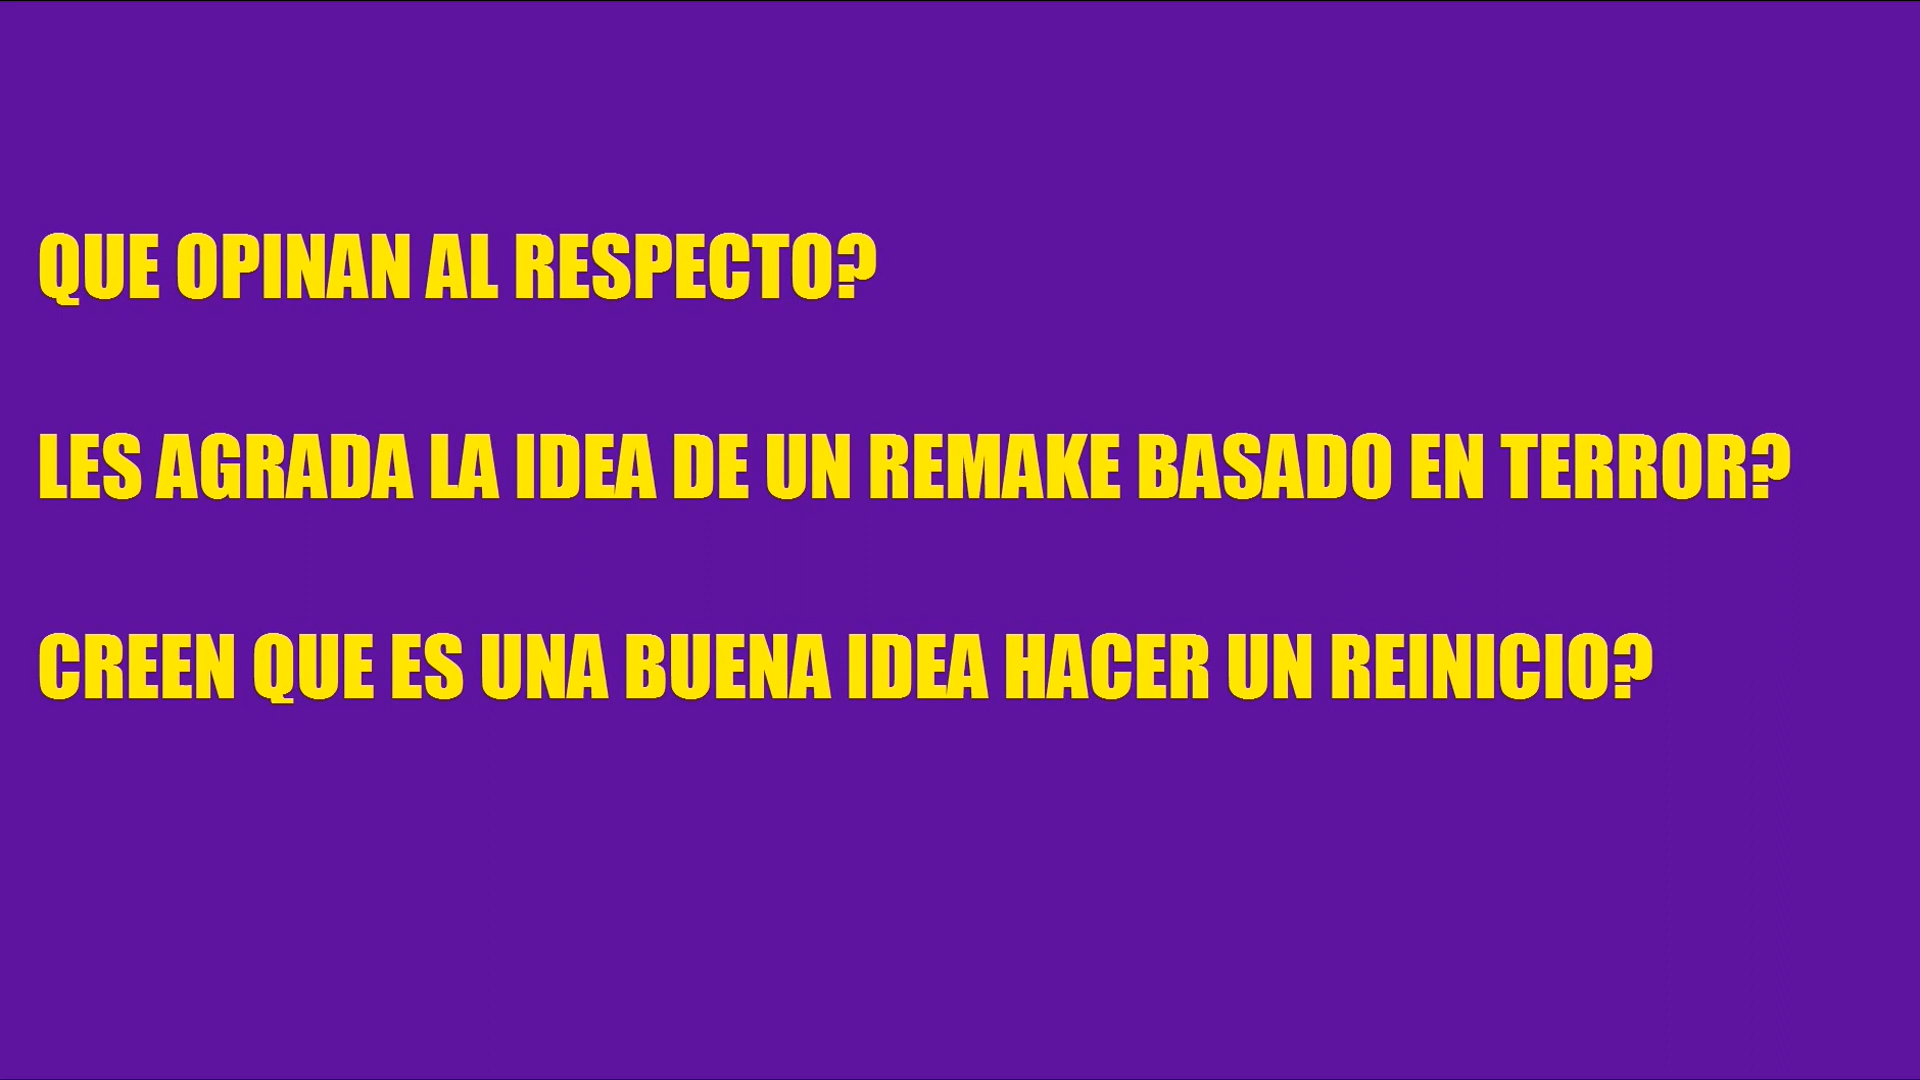 QUE OPINAN AL RESPECTO?
LES AGRADA LA IDEA DE UN REMAKE BASADO EN TERROR?
CREEN QUE ES UNA BUENA IDEA HACER UN REINICIO?